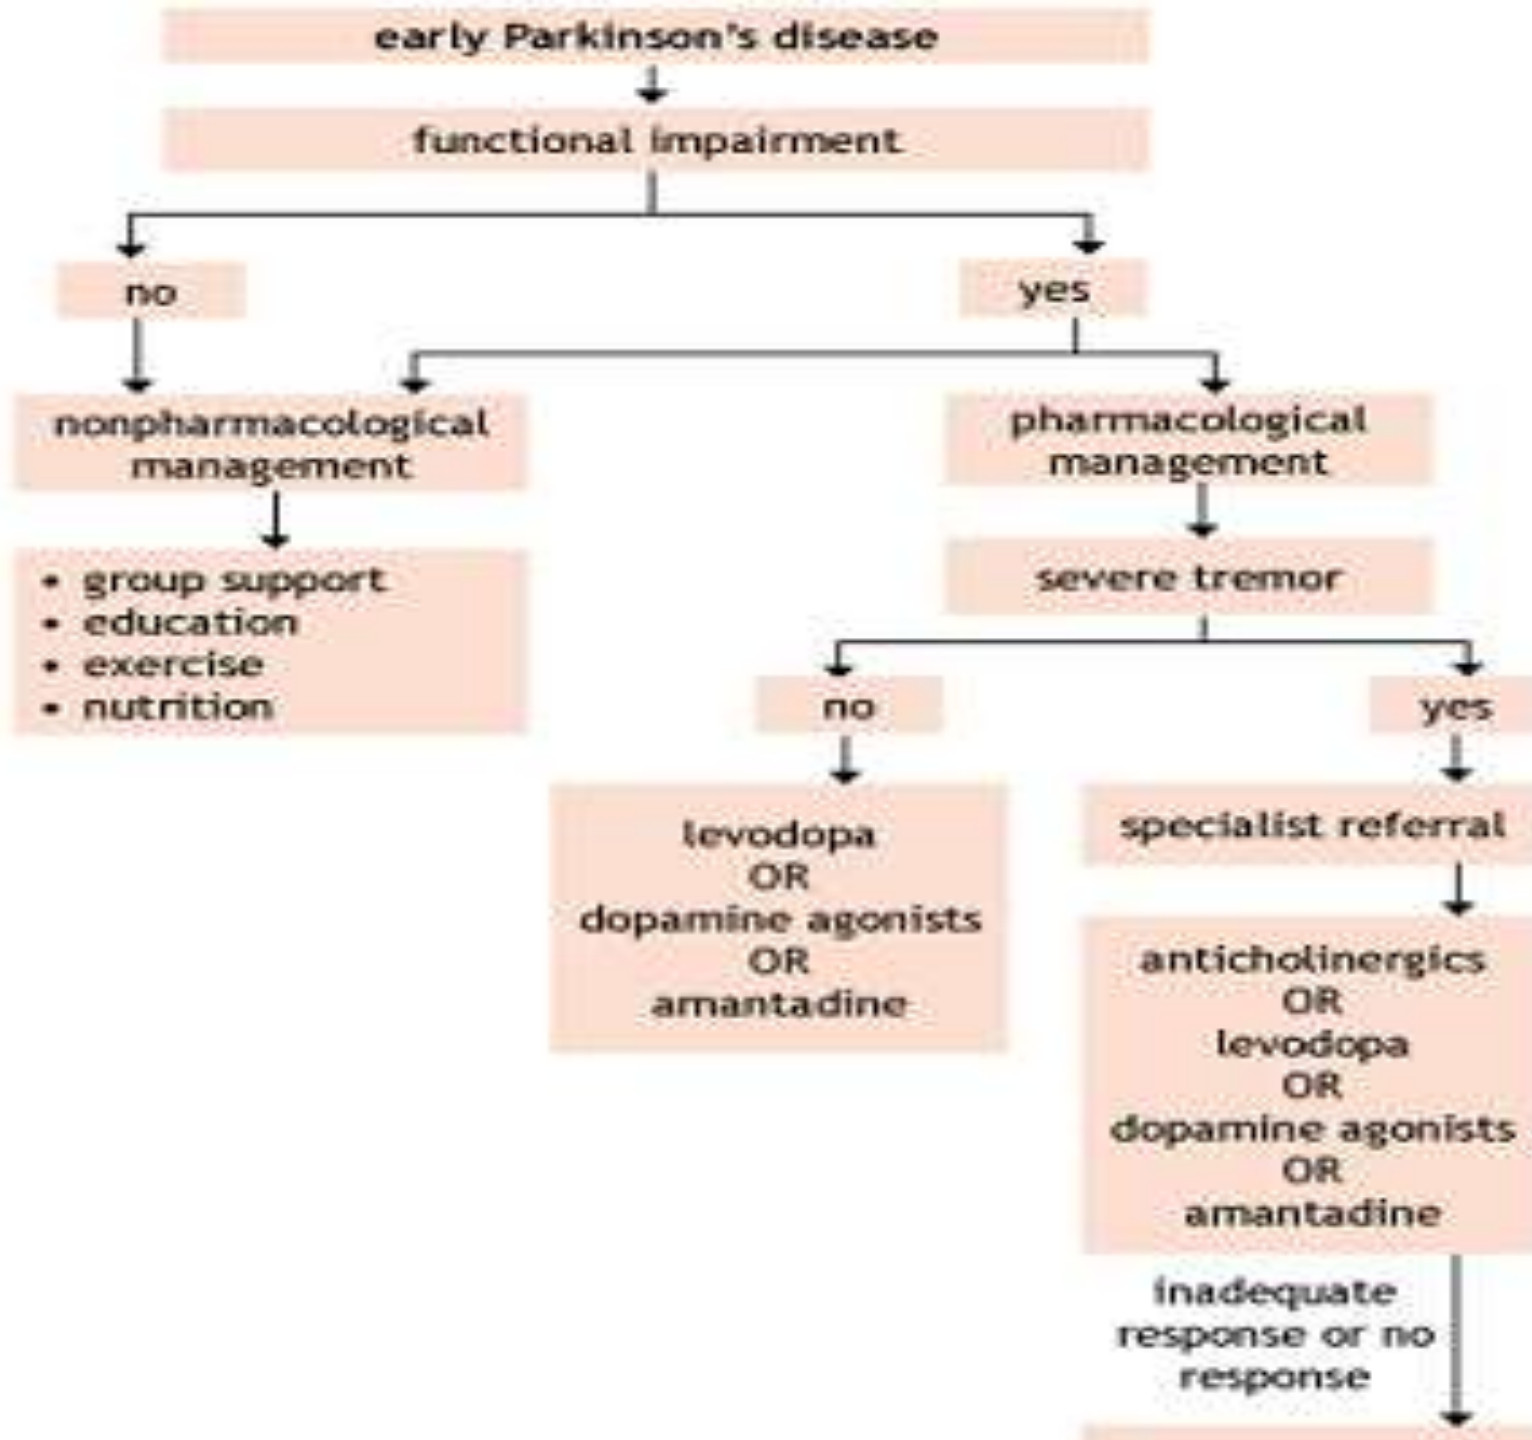 early Parkinson's disease
functional impairment
no
yes
nonpharmacological
management
pharmacological
management
• group support
• education
• exercise
• nutrition
severe tremor
no
yes
levodopa
OR
dopamine agonists
OR
amantadine
specialist referral
anticholinergics
OR
levodopa
OR
dopamine agonists
OR
amantadine
inadequate
response or no
response